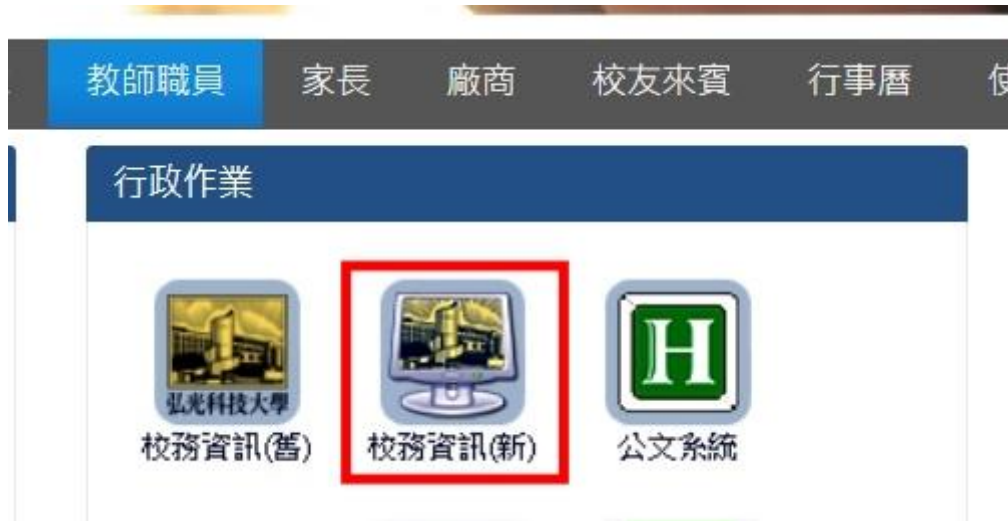 教師職員 家長 廠商 校友來賓 行事曆
行政作業
弘光科技大學
H
校務資訊(舊) 校務資訊(新) 公文系統